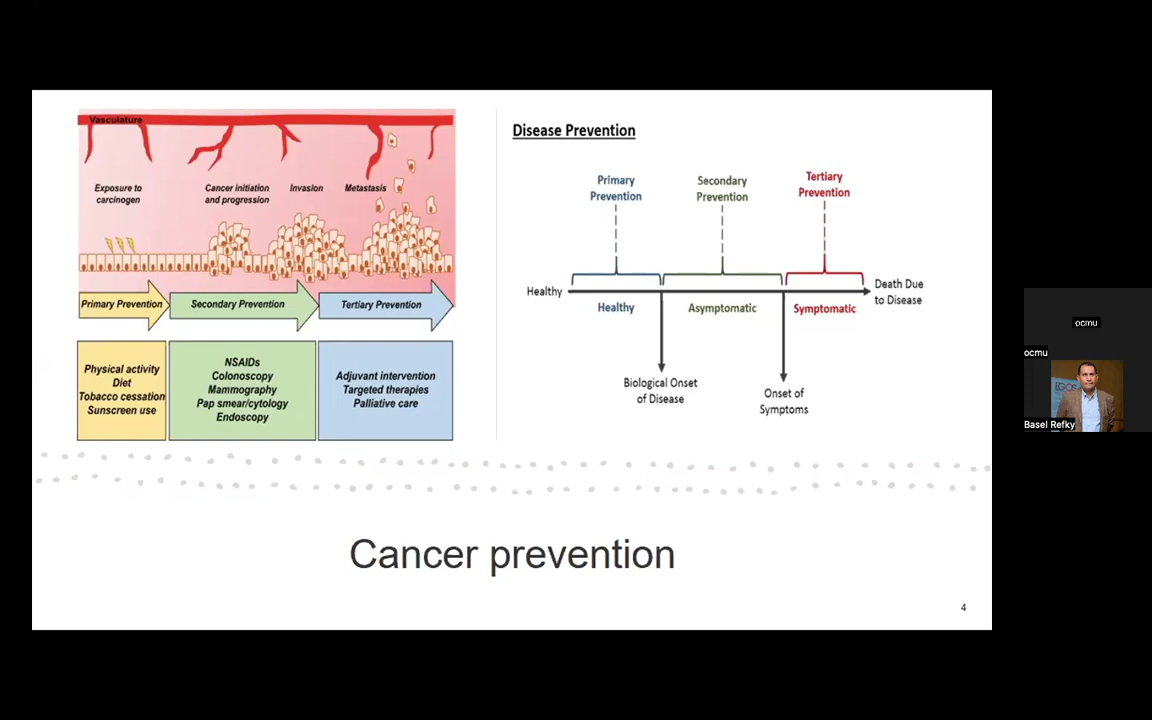 Vasculature
Exposure to
carcinogen
Cancer initiation
and progression
Invasion
Metastasis
Primary Prevention
Secondary Prevention
Tertiary Prevention
Physical activity
Diet
Tobacco cessation
Sunscreen use
NSAIDs
Colonoscopy
Mammography
Pap smear/cytology
Endoscopy
Adjuvant intervention
Targeted therapies
Palliative care
Disease Prevention
Primary
Prevention
Secondary
Prevention
Tertiary
Prevention
Healthy
Death Due
to Disease
Healthy
Asymptomatic
Symptomatic
Biological Onset
of Disease
Onset of
Symptoms
Cancer prevention
4
ocmu
ocmu
Basel Refky